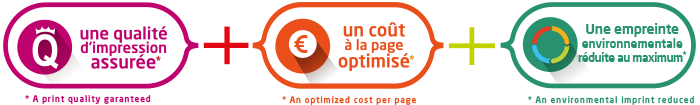 Q
une qualité
d'impression
assurée*
* A print quality garanteed
€
un coût
à la page
optimisé*
* An optimized cost per page
Une empreinte
environnementale
réduite au maximum*
* An environmental imprint reduced